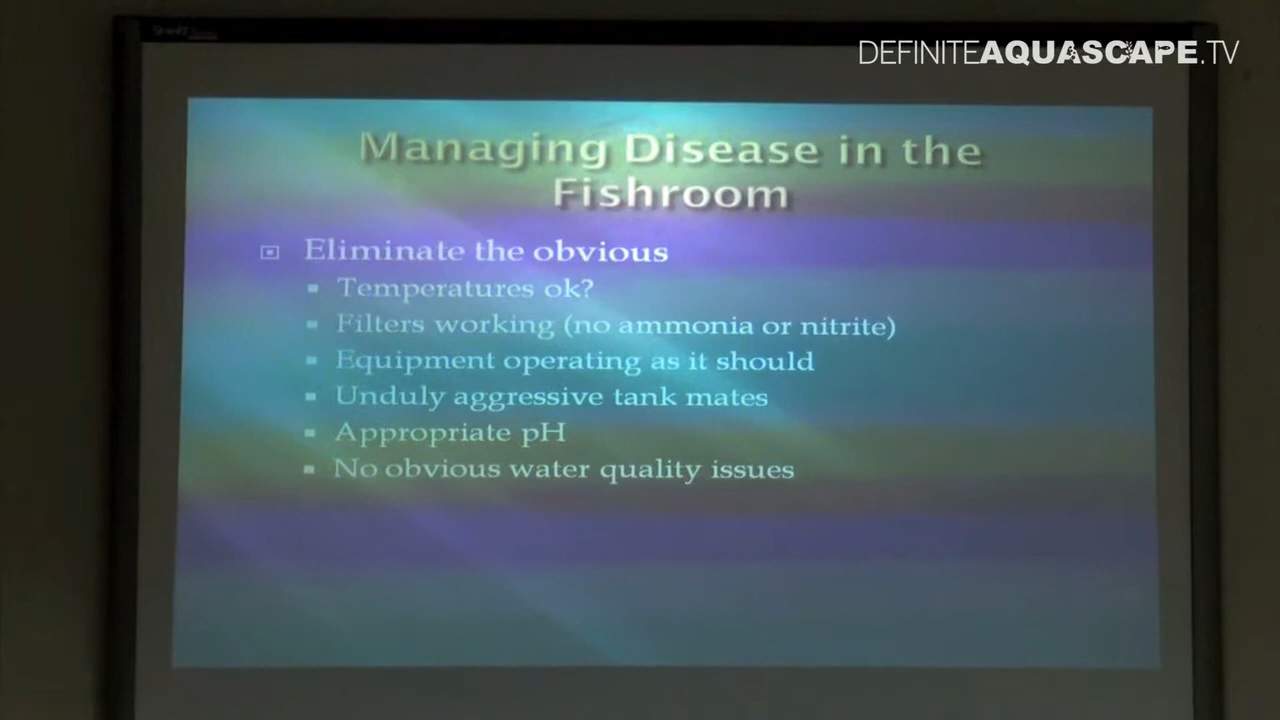 DEFINITEAQUASCAPE.TV
Managing Disease in the
Fishroom
Eliminate the obvious
Temperatures ok?
Filters working (no ammonia or nitrite)
Equipment operating as it should
Unduly aggressive tank mates
Appropriate pH
No obvious water quality issues